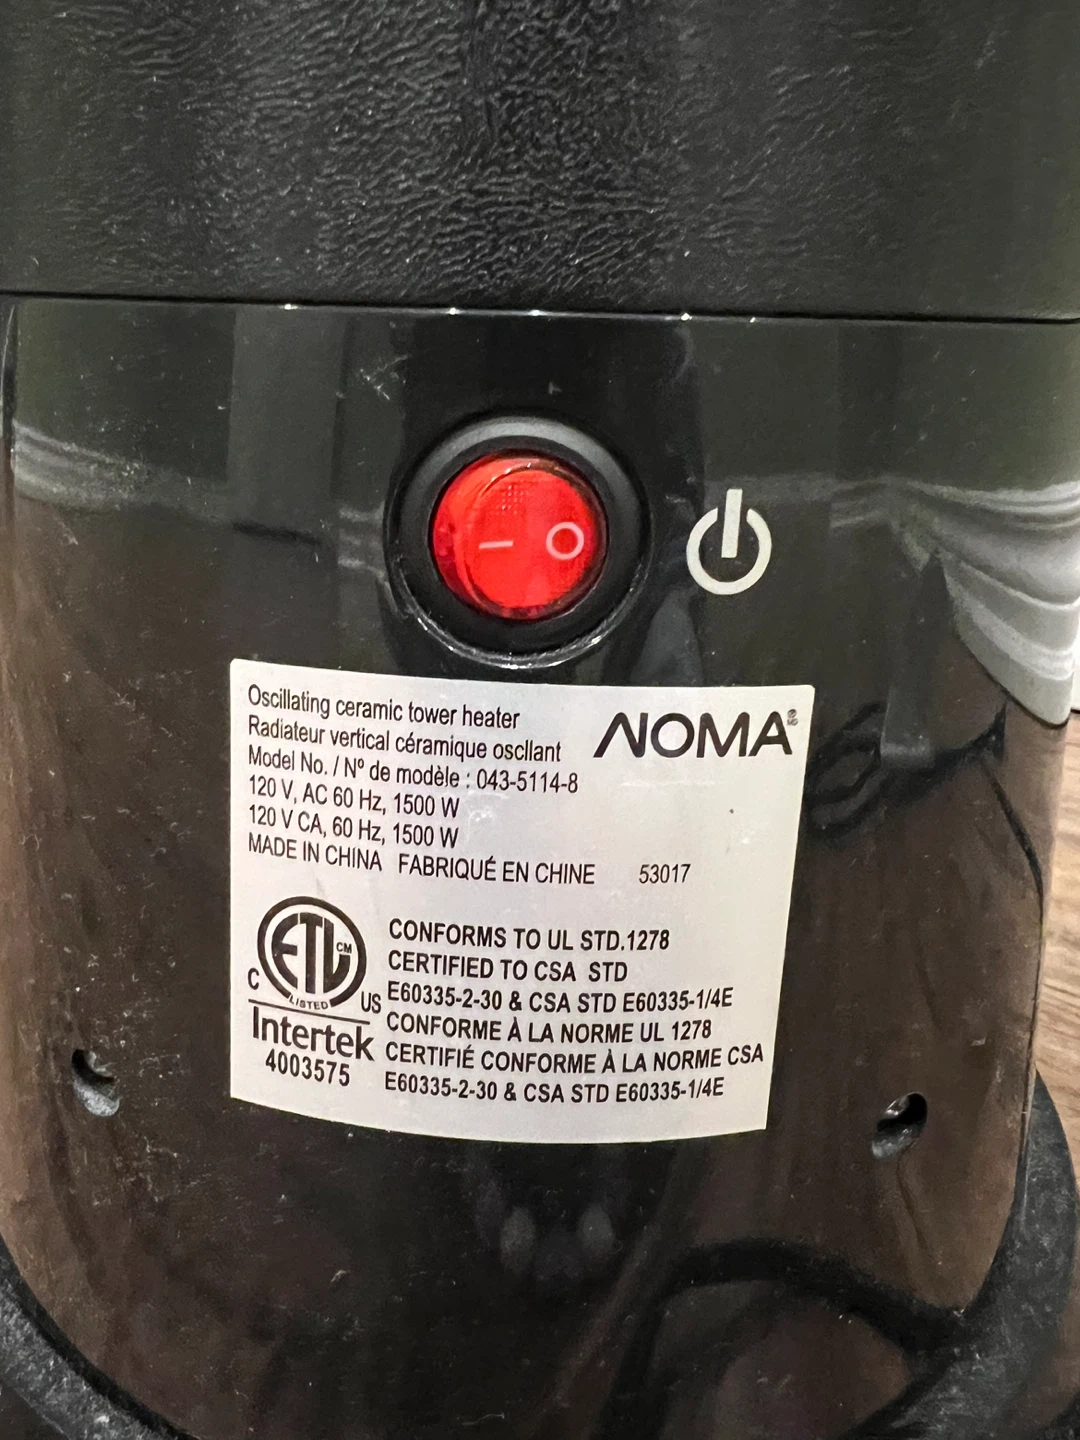 — O
Oscillating ceramic tower heater
Radiateur vertical céramique oscllant
NOMA®
Model No. / Nº de modèle : 043-5114-8
120 V, AC 60 Hz, 1500 W
120 V CA, 60 Hz, 1500 W
MADE IN CHINA FABRIQUÉ EN CHINE 53017
ETL CM
C LISTED US
Intertek
4003575
CONFORMS TO UL STD.1278
CERTIFIED TO CSA STD
E60335-2-30 & CSA STD E60335-1/4E
CONFORME À LA NORME UL 1278
CERTIFIÉ CONFORME À LA NORME CSA
E60335-2-30 & CSA STD E60335-1/4E